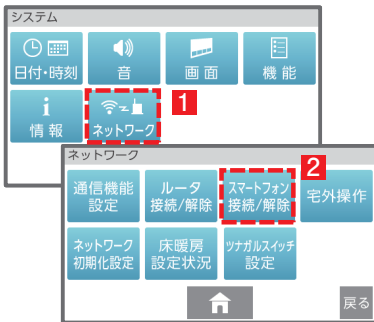 システム
日付・時刻
音
画面
機能
i
情報
ネットワーク
1
ネットワーク
2
通信機能
設定
ルータ
接続/解除
スマートフォン
接続/解除
宅外操作
ネットワーク
初期化設定
床暖房
設定状況
ツナガルスイッチ
設定
戻る